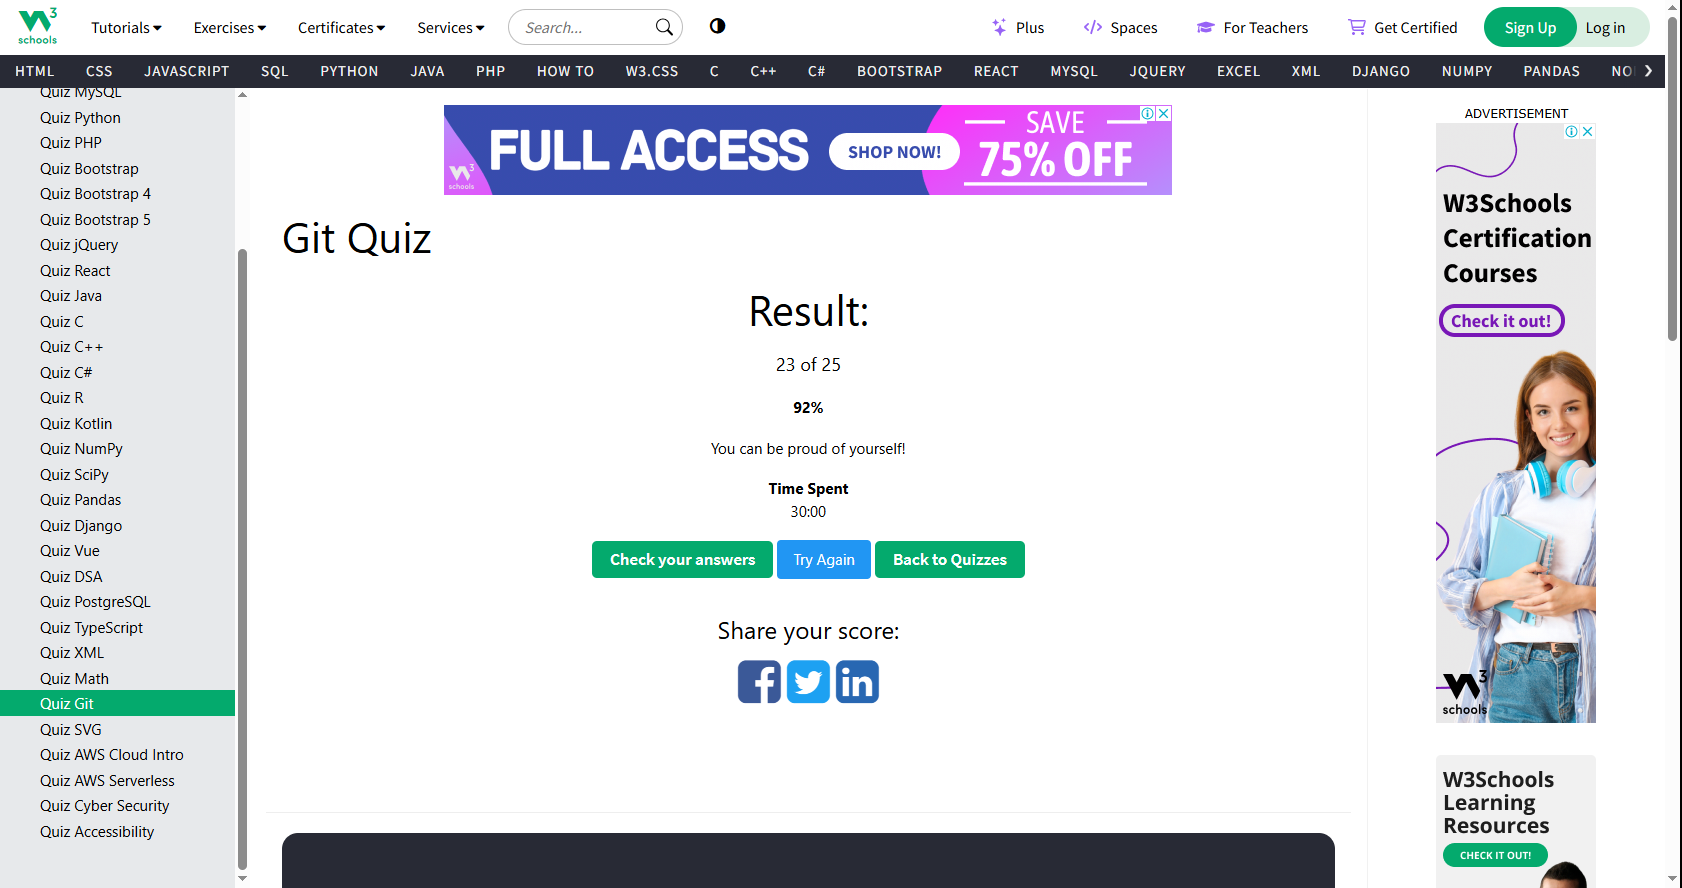 W3 schools
Tutorials
Exercises
Certificates
Services
Search...
Plus
Spaces
For Teachers
Get Certified
Sign Up
Log in
HTML
CSS
JAVASCRIPT
SQL
PYTHON
JAVA
PHP
HOW TO
W3.CSS
C
C++
C#
BOOTSTRAP
REACT
MYSQL
JQUERY
EXCEL
XML
DJANGO
NUMPY
PANDAS
Quiz MySQL
Quiz Python
Quiz PHP
Quiz Bootstrap
Quiz Bootstrap 4
Quiz Bootstrap 5
Quiz jQuery
Quiz React
Quiz Java
Quiz C
Quiz C++
Quiz C#
Quiz R
Quiz Kotlin
Quiz NumPy
Quiz SciPy
Quiz Pandas
Quiz Django
Quiz Vue
Quiz DSA
Quiz PostgreSQL
Quiz TypeScript
Quiz XML
Quiz Math
Quiz Git
Quiz SVG
Quiz AWS Cloud Intro
Quiz AWS Serverless
Quiz Cyber Security
Quiz Accessibility
W3 schools
FULL ACCESS
SHOP NOW!
SAVE
75% OFF
Git Quiz
Result:
23 of 25
92%
You can be proud of yourself!
Time Spent
30:00
Check your answers
Try Again
Back to Quizzes
Share your score:
ADVERTISEMENT
W3Schools
Certification
Courses
Check it out!
W3 schools
W3Schools
Learning
Resources
CHECK IT OUT!